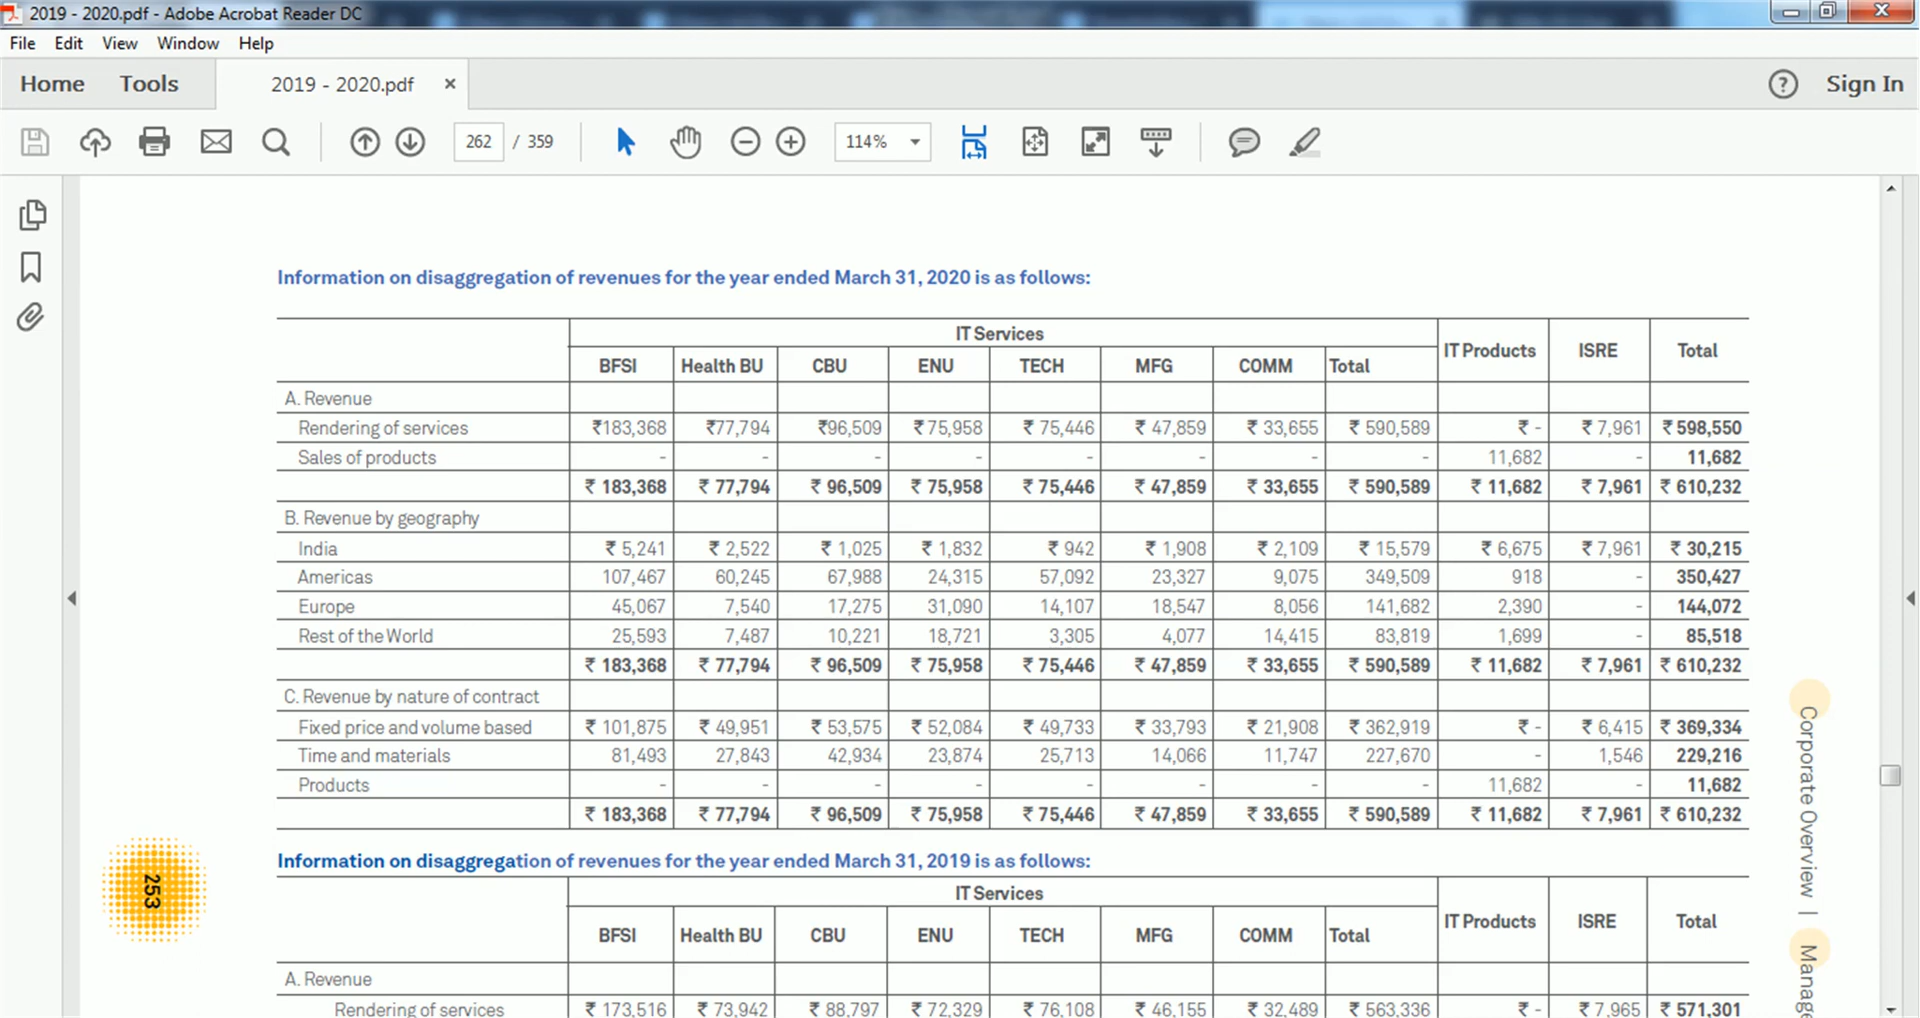 2019 - 2020.pdf - Adobe Acrobat Reader DC
File Edit View Window Help
Home Tools 2019 - 2020.pdf × ? Sign In
262 / 359 114%
Information on disaggregation of revenues for the year ended March 31, 2020 is as follows:
IT Services
BFSI Health BU CBU ENU TECH MFG COMM Total IT Products ISRE Total
A. Revenue
Rendering of services ₹183,368 ₹77,794 ₹96,509 ₹75,958 ₹ 75,446 ₹ 47,859 ₹ 33,655 ₹ 590,589 ₹ - ₹ 7,961 ₹ 598,550
Sales of products - - - - - - - - 11,682 - 11,682
₹ 183,368 ₹ 77,794 ₹ 96,509 ₹ 75,958 ₹ 75,446 ₹ 47,859 ₹ 33,655 ₹ 590,589 ₹ 11,682 ₹ 7,961 ₹ 610,232
B. Revenue by geography
India ₹ 5,241 ₹ 2,522 ₹ 1,025 ₹ 1,832 ₹ 942 ₹ 1,908 ₹ 2,109 ₹ 15,579 ₹ 6,675 ₹ 7,961 ₹ 30,215
Americas 107,467 60,245 67,988 24,315 57,092 23,327 9,075 349,509 918 - 350,427
Europe 45,067 7,540 17,275 31,090 14,107 18,547 8,056 141,682 2,390 - 144,072
Rest of the World 25,593 7,487 10,221 18,721 3,305 4,077 14,415 83,819 1,699 - 85,518
₹ 183,368 ₹ 77,794 ₹ 96,509 ₹ 75,958 ₹ 75,446 ₹ 47,859 ₹ 33,655 ₹ 590,589 ₹ 11,682 ₹ 7,961 ₹ 610,232
C. Revenue by nature of contract
Fixed price and volume based ₹ 101,875 ₹ 49,951 ₹ 53,575 ₹ 52,084 ₹ 49,733 ₹ 33,793 ₹ 21,908 ₹ 362,919 ₹ - ₹ 6,415 ₹ 369,334
Time and materials 81,493 27,843 42,934 23,874 25,713 14,066 11,747 227,670 - 1,546 229,216
Products - - - - - - - - 11,682 - 11,682
₹ 183,368 ₹ 77,794 ₹ 96,509 ₹ 75,958 ₹ 75,446 ₹ 47,859 ₹ 33,655 ₹ 590,589 ₹ 11,682 ₹ 7,961 ₹ 610,232
Information on disaggregation of revenues for the year ended March 31, 2019 is as follows:
IT Services
BFSI Health BU CBU ENU TECH MFG COMM Total IT Products ISRE Total
A. Revenue
Rendering of services ₹ 173,516 ₹ 73,942 ₹ 88,797 ₹ 72,329 ₹ 76,108 ₹ 46,155 ₹ 32,489 ₹ 563,336 ₹ - ₹ 7,965 ₹ 571,301
253
Corporate Overview | Manage